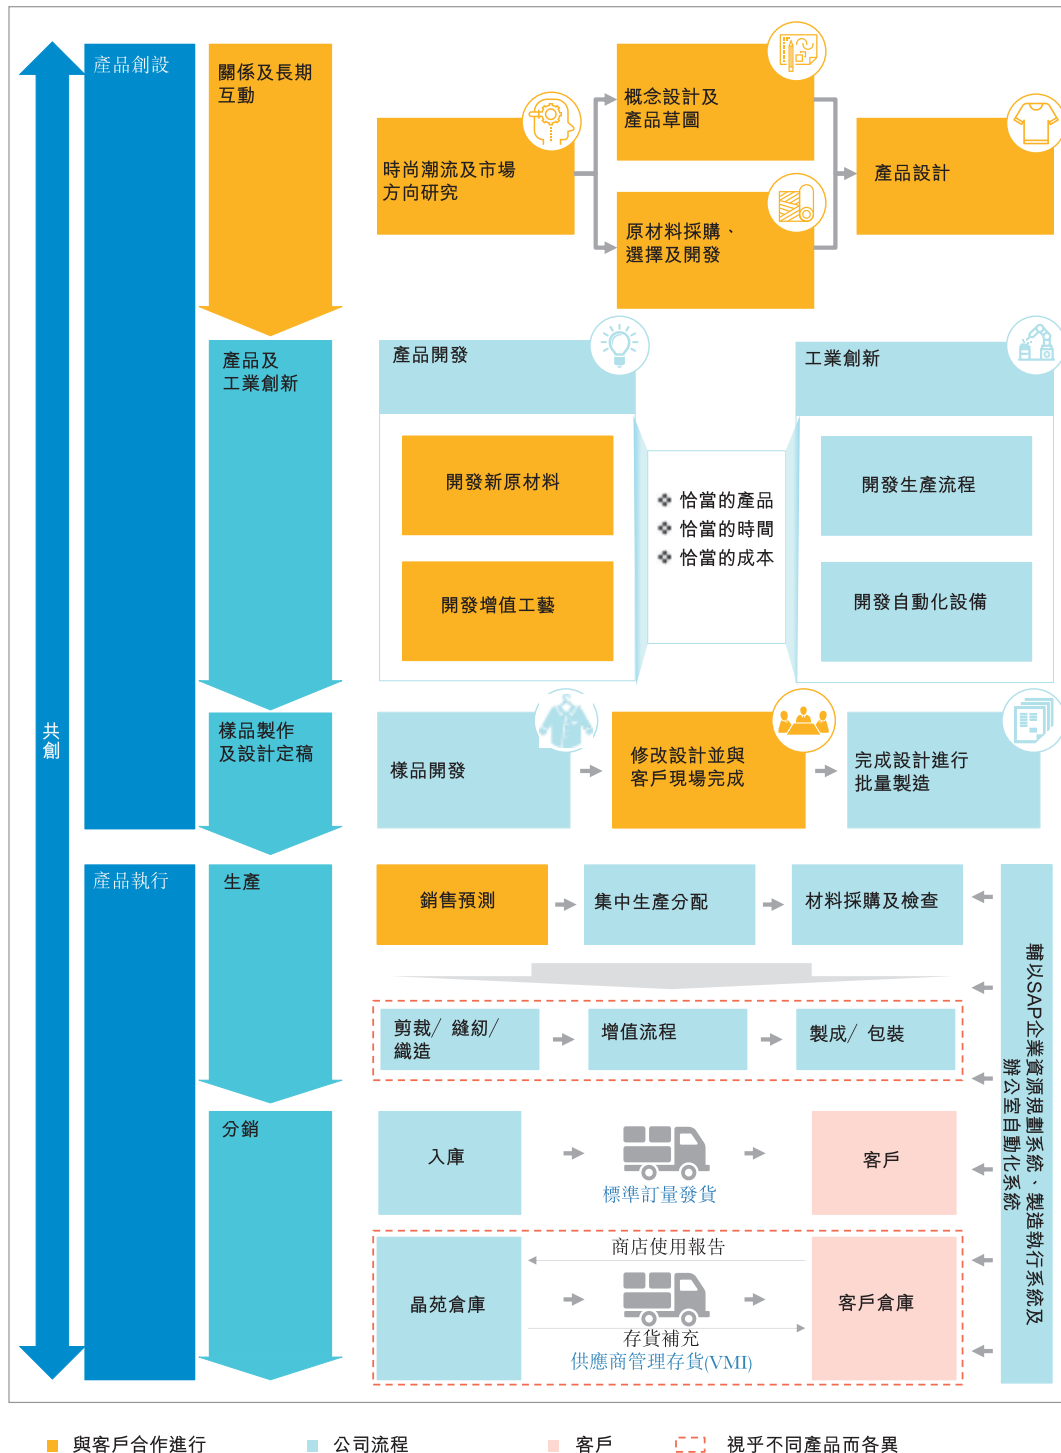 產品創設
關係及長期
互動
時尚潮流及市場
方向研究
概念設計及
產品草圖
原材料採購、
選擇及開發
產品設計
產品及
工業創新
產品開發
開發新原材料
開發增值工藝
恰當的產品
恰當的時間
恰當的成本
工業創新
開發生產流程
開發自動化設備
共創
樣品製作
及設計定稿
樣品開發
修改設計並與
客戶現場完成
完成設計進行
批量製造
產品執行
生產
銷售預測
集中生產分配
材料採購及檢查
剪裁/ 縫紉/
織造
增值流程
製成/ 包裝
輔以SAP企業資源規劃系統、製造執行系統及
辦公室自動化系統
分銷
入庫
標準訂量發貨
客戶
晶苑倉庫
商店使用報告
存貨補充
供應商管理存貨(VMI)
客戶倉庫
與客戶合作進行
公司流程
客戶
視乎不同產品而各異